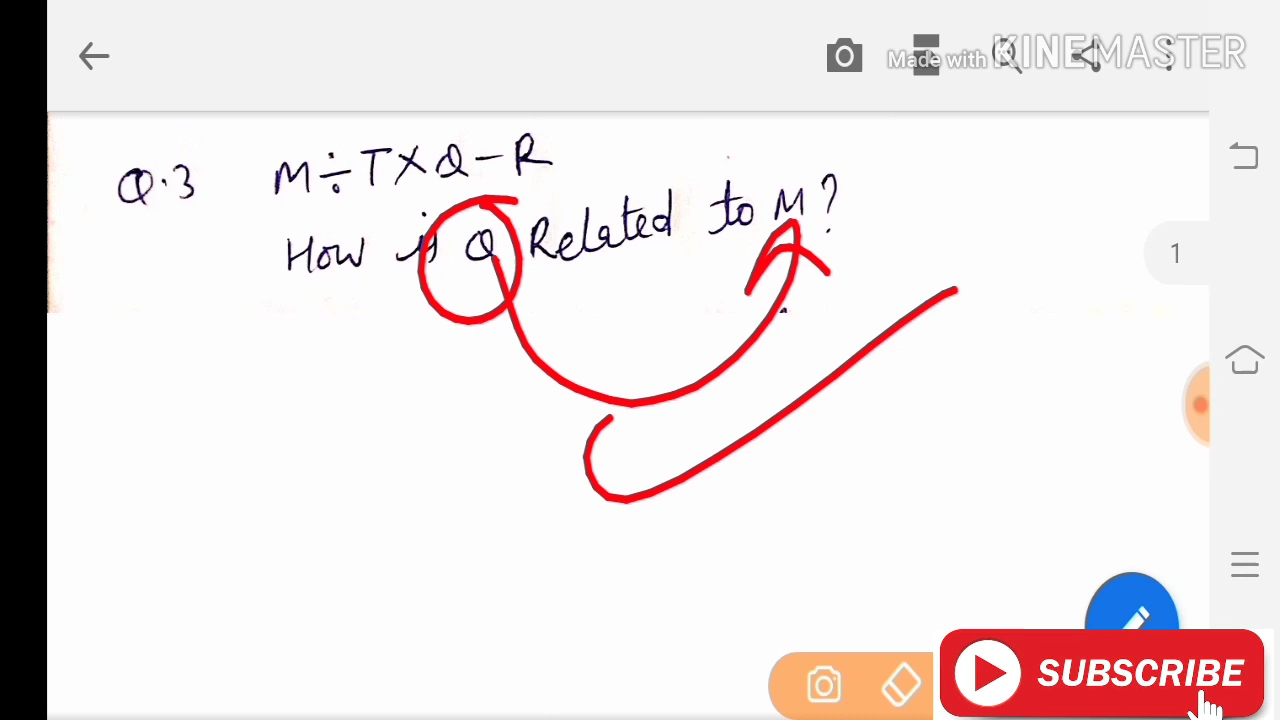 Made with KINEMASTER
Q.3 M÷T×Q-R
How is Q Related to M?
1
SUBSCRIBE